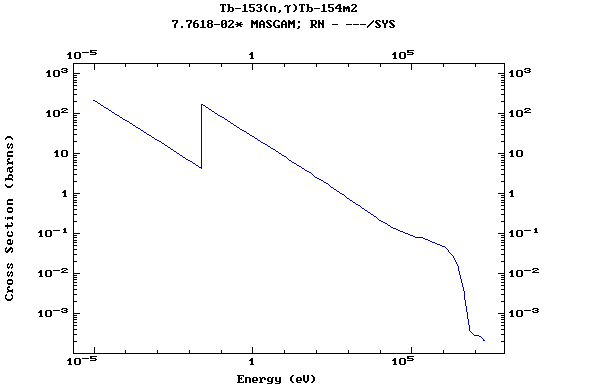 Tb-153(n,γ)Tb-154m2
7.7618-02* MASGAM; RN - ---/SYS
10⁻⁵ 1 10⁵
10³ 10³
10² 10²
10 10
1 1
10⁻¹ 10⁻¹
10⁻² 10⁻²
10⁻³ 10⁻³
10⁻⁵ 1 10⁵
Cross Section (barns)
Energy (eV)